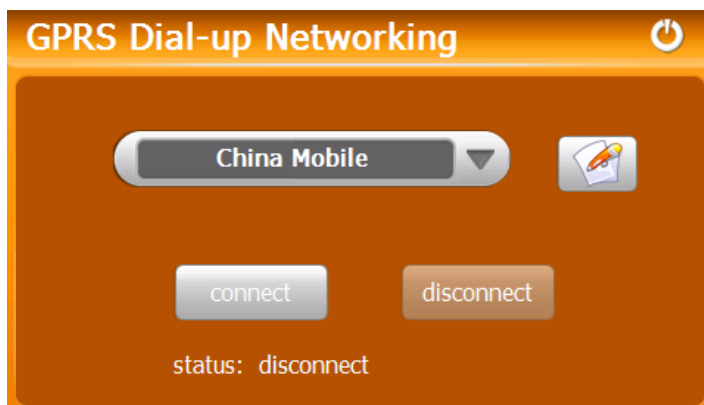 GPRS Dial-up Networking
China Mobile
connect disconnect
status: disconnect